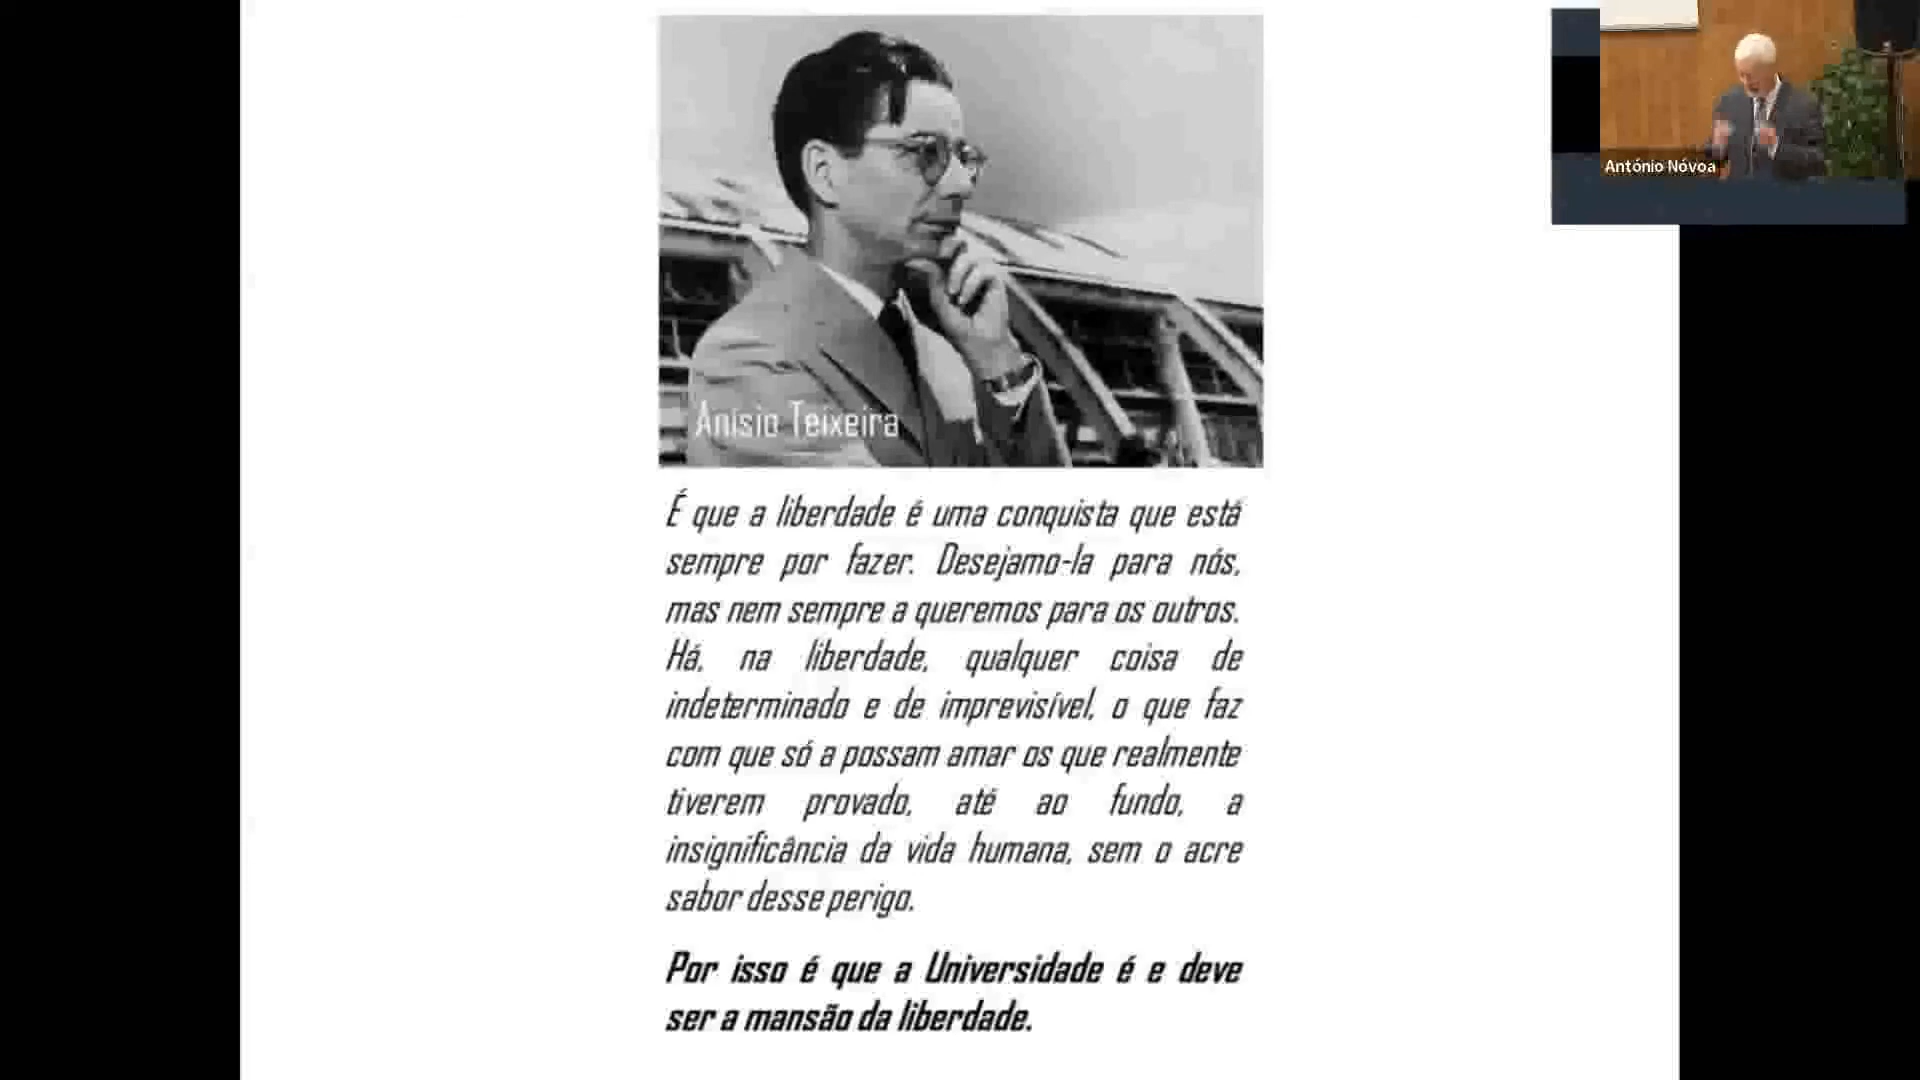 António Nóvoa
Anísio Teixeira
É que a liberdade é uma conquista que está
sempre por fazer. Desejamo-la para nós,
mas nem sempre a queremos para os outros.
Há, na liberdade, qualquer coisa de
indeterminado e de imprevisível, o que faz
com que só a possam amar os que realmente
tiverem provado, até ao fundo, a
insignificância da vida humana, sem o acre
sabor desse perigo.
Por isso é que a Universidade é e deve
ser a mansão da liberdade.